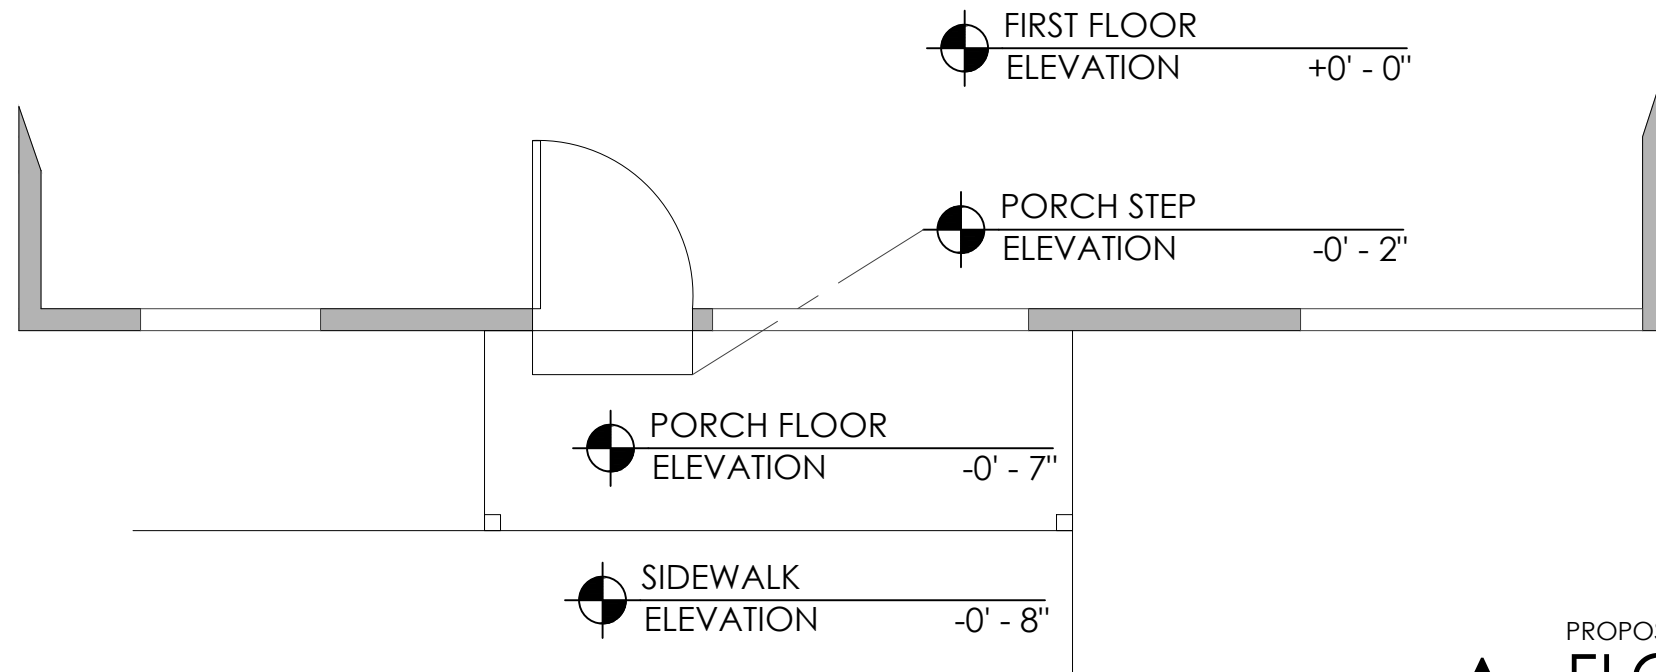 FIRST FLOOR
ELEVATION +0' - 0"
PORCH STEP
ELEVATION -0' - 2"
PORCH FLOOR
ELEVATION -0' - 7"
SIDEWALK
ELEVATION -0' - 8"